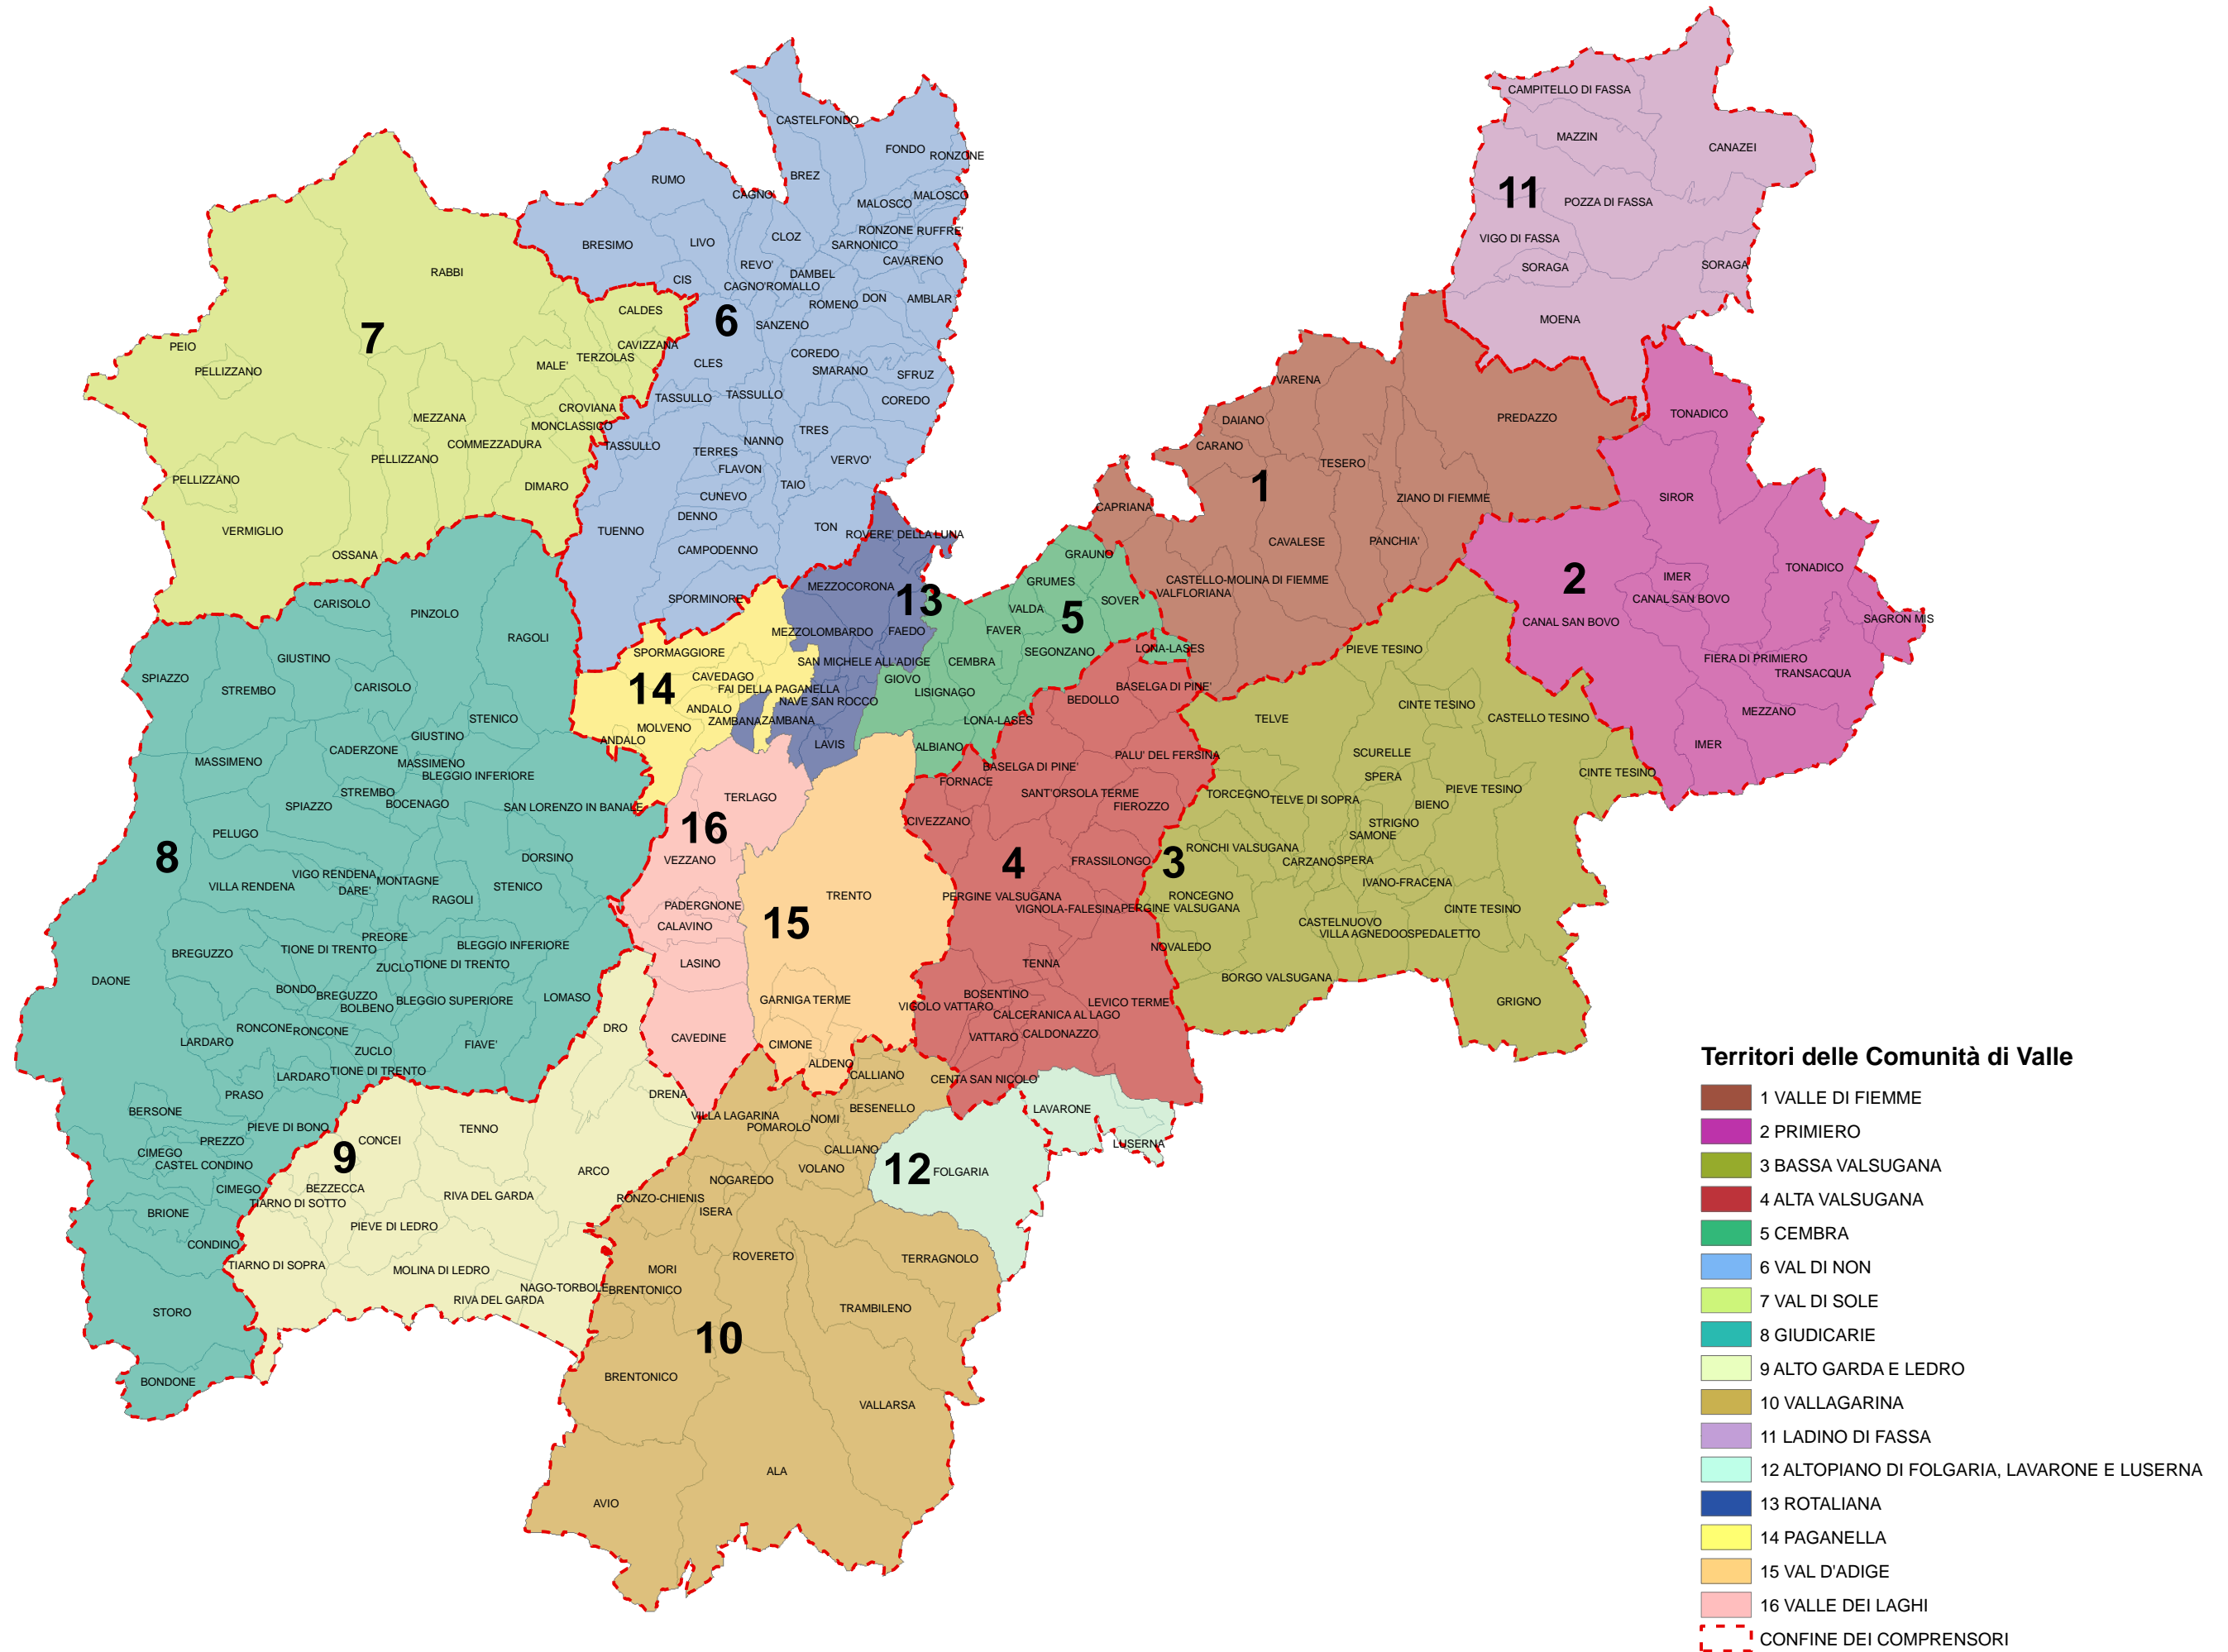 CASTELFONDO
FONDO
RONZONE
BREZ
RUMO
CAGNO'
MALOSCO
MALOSCO
CLOZ
RONZONE
RUFFRE'
SARNONICO
BRESIMO
LIVO
REVO'
CAVARENO
DAMBEL
CIS
CAGNO'
ROMALLO
ROMENO
DON
AMBLAR
6
SANZENO
CLES
COREDO
SMARANO
SFRUZ
TASSULLO
TASSULLO
COREDO
TASSULLO
NANNO
TRES
TERRES
FLAVON
VERVO'
CUNEVO
TAIO
DENNO
TUENNO
TON
CAMPODENNO
SPORMINORE
RABBI
7
CALDES
CAVIZZANA
TERZOLAS
MALE'
PEIO
PELLIZZANO
CROVIANA
MONCLASSICO
MEZZANA
COMMEZZADURA
PELLIZZANO
PELLIZZANO
DIMARO
VERMIGLIO
OSSANA
CAMPITELLO DI FASSA
MAZZIN
CANAZEI
11
POZZA DI FASSA
VIGO DI FASSA
SORAGA
SORAGA
MOENA
VARENA
DAIANO
CARANO
PREDAZZO
TESERO
1
ZIANO DI FIEMME
CAPRIANA
CAVALESE
PANCHIA'
CASTELLO-MOLINA DI FIEMME
VALFLORIANA
TONADICO
SIROR
2
IMER
CANAL SAN BOVO
CANAL SAN BOVO
TONADICO
SAGRON MIS
FIERA DI PRIMIERO
TRANSACQUA
MEZZANO
IMER
ROVERE' DELLA LUNA
MEZZOCORONA
13
MEZZOLOMBARDO
FAEDO
SAN MICHELE ALL'ADIGE
NAVE SAN ROCCO
ZAMBANA
ZAMBANA
LAVIS
GRAUNO
GRUMES
VALDA
SOVER
5
FAVER
SEGONZANO
LONA-LASES
CEMBRA
GIOVO
LISIGNAGO
LONA-LASES
ALBIANO
SPORMAGGIORE
CAVEDAGO
14
FAI DELLA PAGANELLA
ANDALO
MOLVENO
ANDALO
CARISOLO
PINZOLO
RAGOLI
GIUSTINO
SPIAZZO
STREMBO
CARISOLO
STENICO
GIUSTINO
CADERZONE
MASSIMENO
MASSIMENO
BLEGGIO INFERIORE
STREMBO
SPIAZZO
BOCENAGO
SAN LORENZO IN BANALE
PELUGO
8
DORSINO
VIGO RENDENA
MONTAGNE
VILLA RENDENA
DARE'
STENICO
RAGOLI
PREORE
BREGUZZO
TIONE DI TRENTO
BLEGGIO INFERIORE
ZUCLO
TIONE DI TRENTO
DAONE
BONDO
BREGUZZO
BLEGGIO SUPERIORE
LOMASO
BOLBENO
RONCONE
RONCONE
LARDARO
ZUCLO
FIAVE'
LARDARO
TIONE DI TRENTO
PRASO
BERSONE
PIEVE DI BONO
PREZZO
CIMEGO
CASTEL CONDINO
CIMEGO
BRIONE
CONDINO
STORO
BONDONE
TERLAGO
16
VEZZANO
PADERGNONE
CALAVINO
LASINO
CAVEDINE
TRENTO
15
GARNIGA TERME
CIMONE
ALDENO
BASELGA DI PINE'
BEDOLLO
PALU' DEL FERSINA
BASELGA DI PINE'
FORNACE
SANT'ORSOLA TERME
FIEROZZO
CIVEZZANO
4
FRASSILONGO
PERGINE VALSUGANA
VIGNOLA-FALESINA
PERGINE VALSUGANA
TENNA
BOSENTINO
VIGOLO VATTARO
LEVICO TERME
CALCERANICA AL LAGO
VATTARO
CALDONAZZO
CENTA SAN NICOLO'
PIEVE TESINO
CINTE TESINO
TELVE
CASTELLO TESINO
SCURELLE
SPERA
CINTE TESINO
PIEVE TESINO
TORCEGNO
TELVE DI SOPRA
BIENO
STRIGNO
SAMONE
RONCHI VALSUGANA
3
CARZANO
SPERA
IVANO-FRACENA
RONCEGNO
CINTE TESINO
CASTELNUOVO
VILLA AGNEDO
OSPEDALETTO
NOVALEDO
BORGO VALSUGANA
GRIGNO
DRO
DRENA
TENNO
CONCEI
9
ARCO
BEZZECCA
RIVA DEL GARDA
TIARNO DI SOTTO
PIEVE DI LEDRO
TIARNO DI SOPRA
MOLINA DI LEDRO
NAGO-TORBOLE
RIVA DEL GARDA
CALLIANO
BESENELLO
VILLA LAGARINA
NOMI
POMAROLO
CALLIANO
VOLANO
NOGAREDO
RONZO-CHIENIS
ISERA
ROVERETO
TERRAGNOLO
MORI
BRENTONICO
TRAMBILENO
10
BRENTONICO
VALLARSA
ALA
AVIO
LAVARONE
LUSERNA
12
FOLGARIA
Territori delle Comunità di Valle
1 VALLE DI FIEMME
2 PRIMIERO
3 BASSA VALSUGANA
4 ALTA VALSUGANA
5 CEMBRA
6 VAL DI NON
7 VAL DI SOLE
8 GIUDICARIE
9 ALTO GARDA E LEDRO
10 VALLAGARINA
11 LADINO DI FASSA
12 ALTOPIANO DI FOLGARIA, LAVARONE E LUSERNA
13 ROTALIANA
14 PAGANELLA
15 VAL D'ADIGE
16 VALLE DEI LAGHI
CONFINE DEI COMPRENSORI